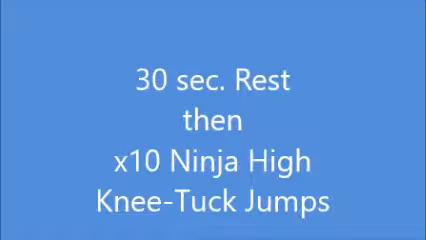 30 sec. Rest
then
x10 Ninja High
Knee-Tuck Jumps